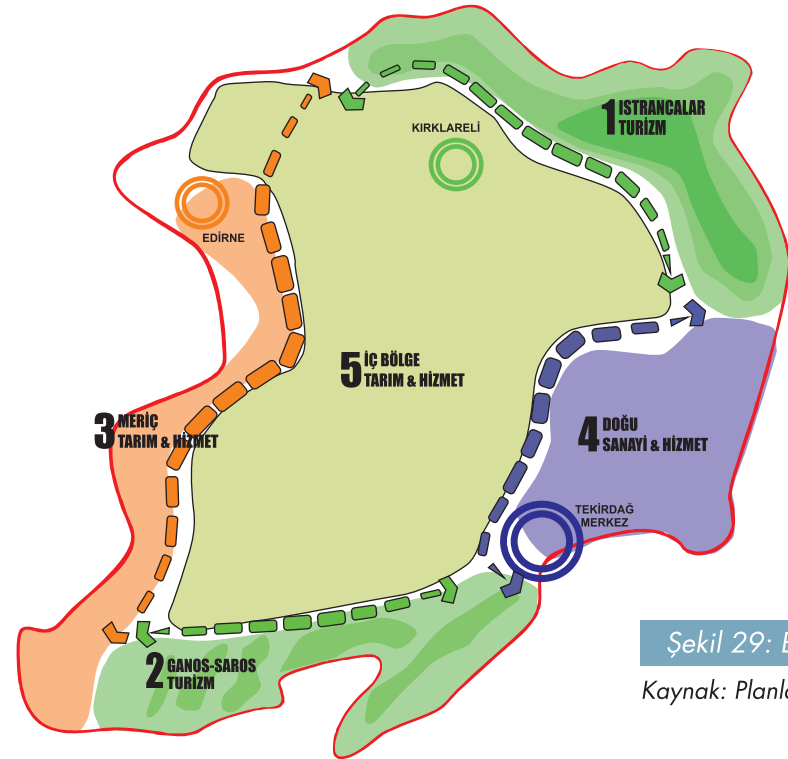 1 ISTRANCALAR
TURİZM
KIRKLARELİ
EDİRNE
5 İÇ BÖLGE
TARIM & HİZMET
3 MERİÇ
TARIM & HİZMET
4 DOĞU
SANAYİ & HİZMET
TEKİRDAĞ
MERKEZ
2 GANOS-SAROS
TURİZM
Şekil 29:
Kaynak: